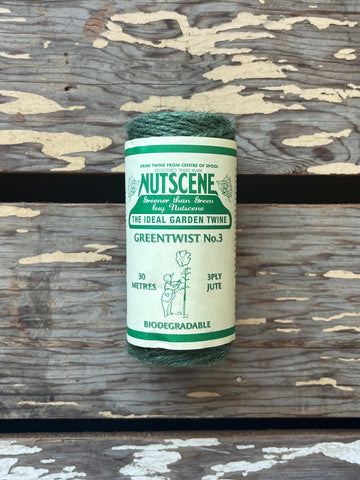 DRAW TWINE FROM CENTRE OF SPOOL
REGISTERED TRADE MARK
NUTSCENE
Greener than Green
buy Nutscene
THE IDEAL GARDEN TWINE
GREENTWIST No.3
30 METRES
3PLY JUTE
BIODEGRADABLE